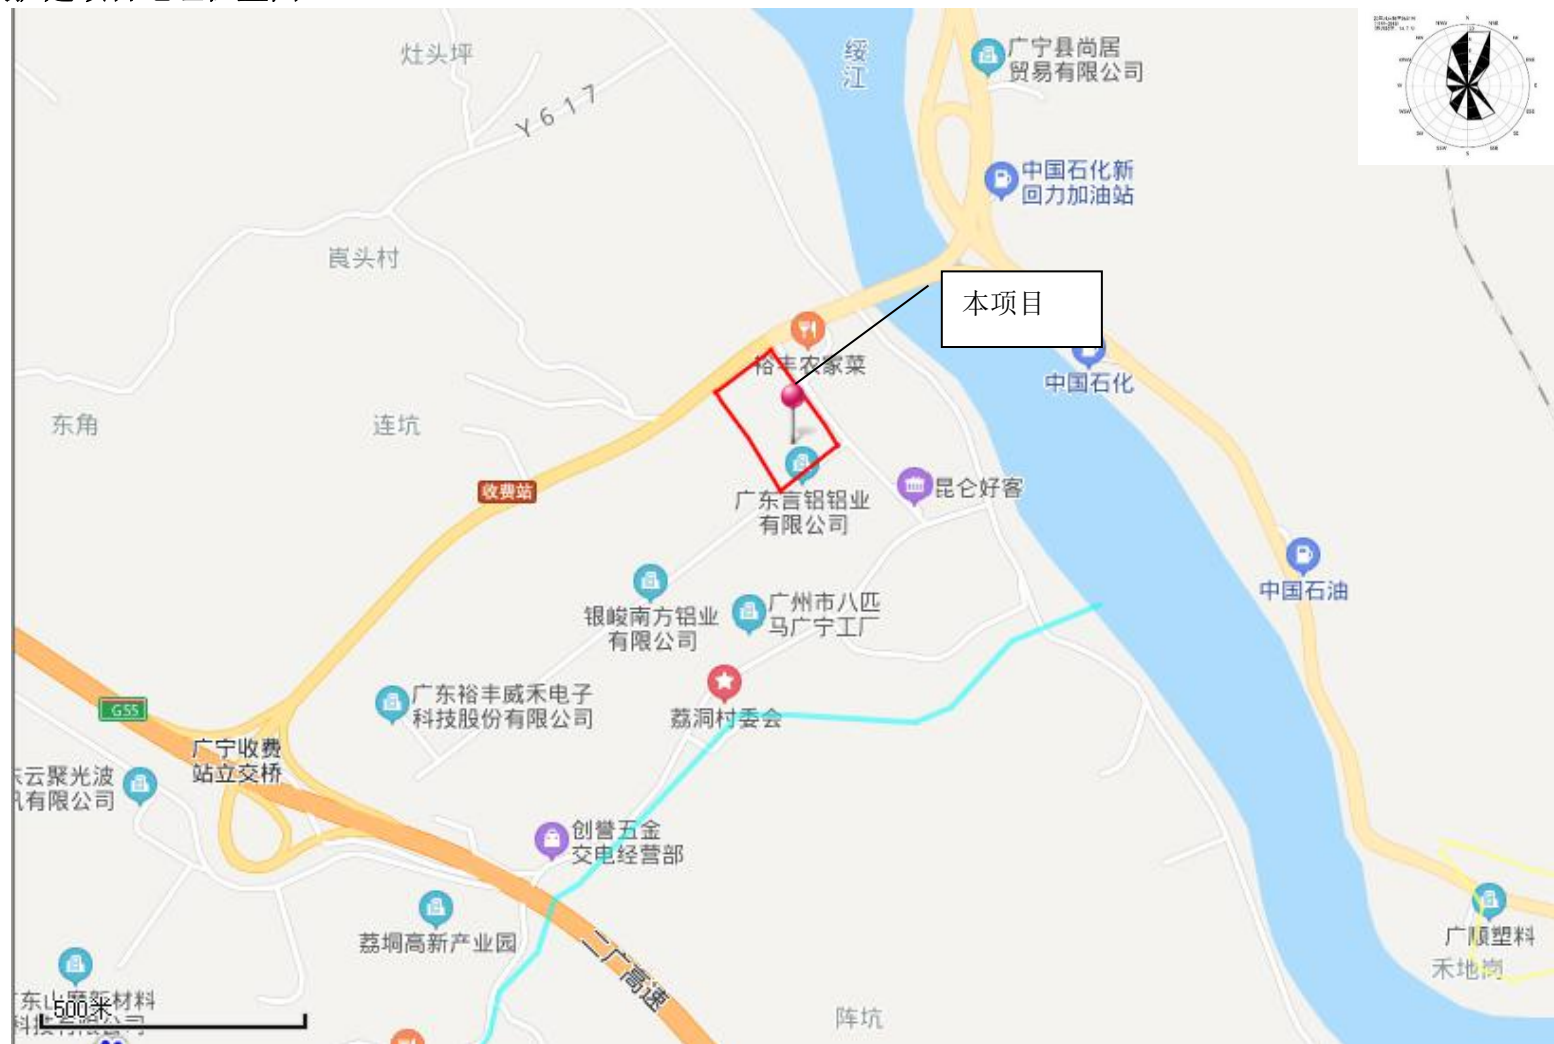 灶头坪
Y617
绥江
广宁县尚居
贸易有限公司
中国石化新
回力加油站
崀头村
本项目
裕丰农家菜
中国石化
东角
连坑
收费站
广东言铝铝业
有限公司
昆仑好客
中国石油
银峻南方铝业
有限公司
广州市八匹
马广宁工厂
广东裕丰威禾电子
科技股份有限公司
荔洞村委会
G55
广宁收费
站立交桥
云聚光波
有限公司
创誉五金
交电经营部
荔垌高新产业园
二广高速
广顺塑料
禾地岗
东山磨新材料
500米
阵坑
N
E
S
W